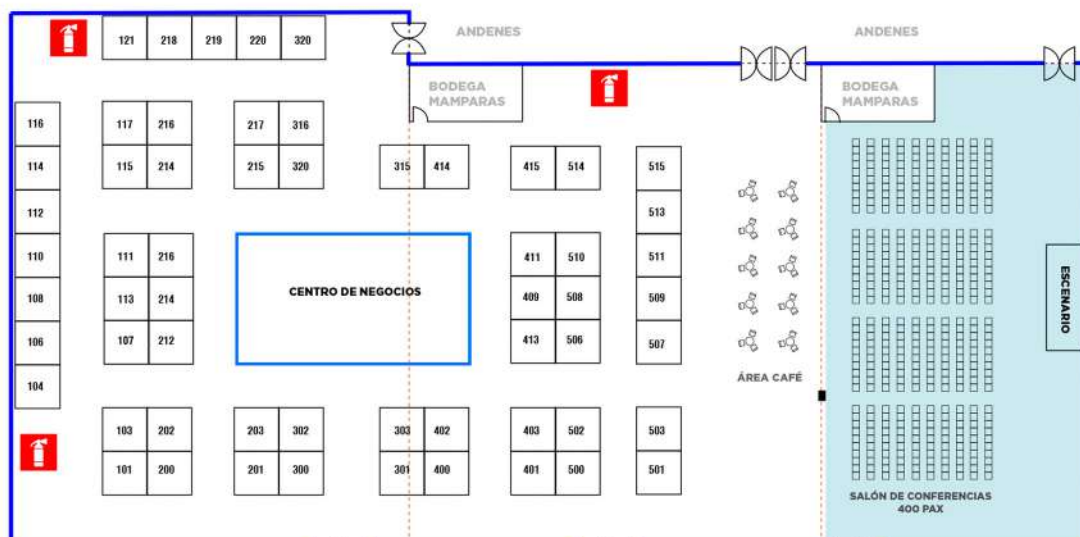 121 218 219 220 320
ANDENES
ANDENES
BODEGA
MAMPARAS
BODEGA
MAMPARAS
116
114
112
110
108
106
104
117 216
115 214
217 316
215 320
315 414
415 514
515
513
511
509
507
111 216
113 214
107 212
CENTRO DE NEGOCIOS
411 510
409 508
413 506
ÁREA CAFÉ
ESCENARIO
103 202
101 200
203 302
201 300
303 402
301 400
403 502
401 500
503
501
SALÓN DE CONFERENCIAS
400 PAX